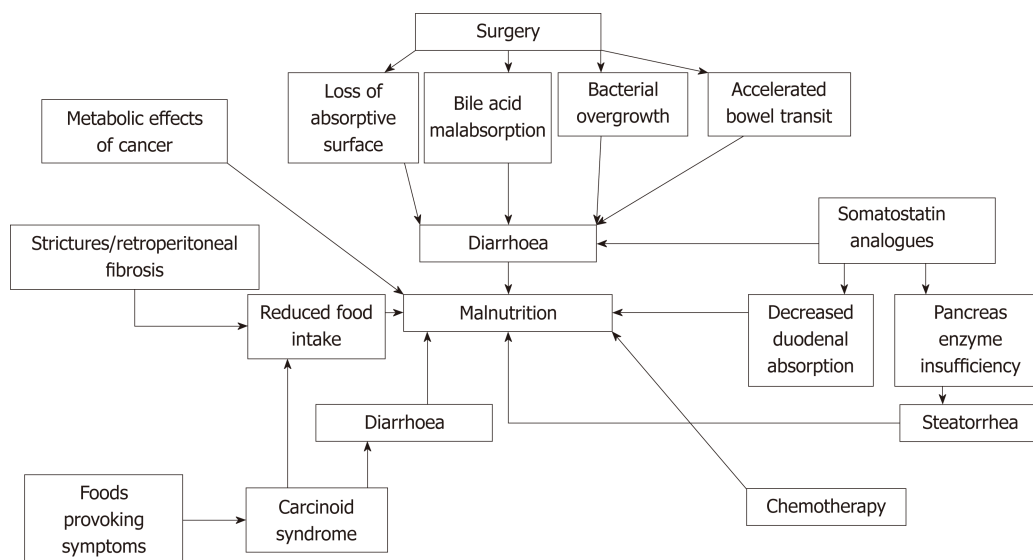 Surgery
Loss of
absorptive
surface
Bile acid
malabsorption
Bacterial
overgrowth
Accelerated
bowel transit
Metabolic effects
of cancer
Somatostatin
analogues
Strictures/retroperitoneal
fibrosis
Diarrhoea
Reduced food
intake
Malnutrition
Decreased
duodenal
absorption
Pancreas
enzyme
insufficiency
Diarrhoea
Steatorrhea
Foods
provoking
symptoms
Carcinoid
syndrome
Chemotherapy